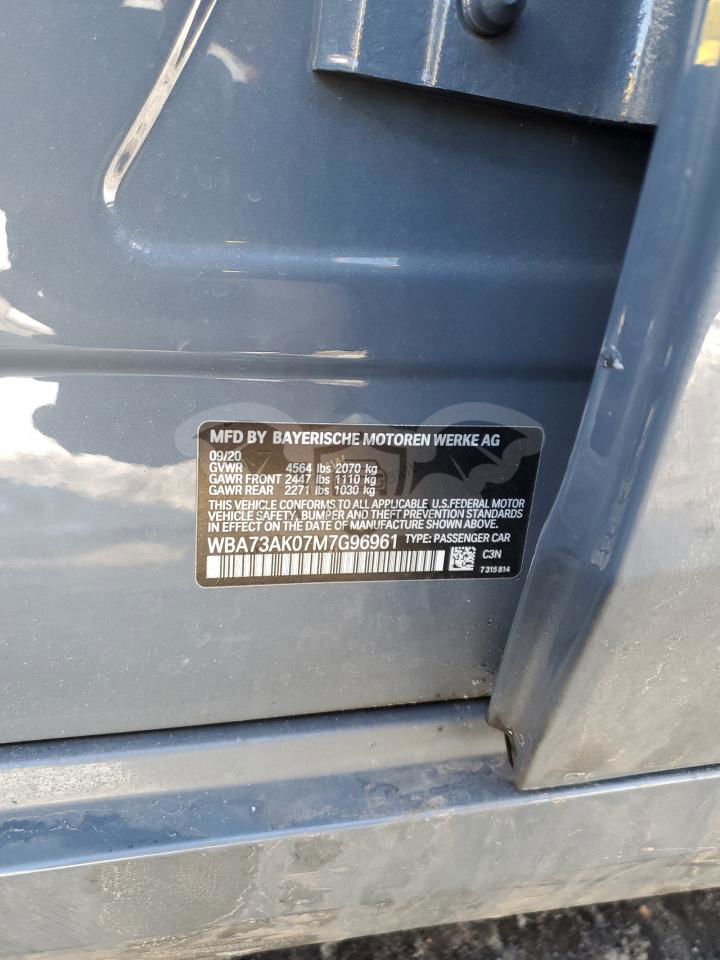 MFD BY BAYERISCHE MOTOREN WERKE AG
09/20
GVWR 4564 lbs 2070 kg
GAWR FRONT 2447 lbs 1110 kg
GAWR REAR 2271 lbs 1030 kg
THIS VEHICLE CONFORMS TO ALL APPLICABLE U.S.FEDERAL MOTOR
VEHICLE SAFETY, BUMPER AND THEFT PREVENTION STANDARDS
IN EFFECT ON THE DATE OF MANUFACTURE SHOWN ABOVE.
WBA73AK07M7G96961 TYPE: PASSENGER CAR
C3N
7 315 814